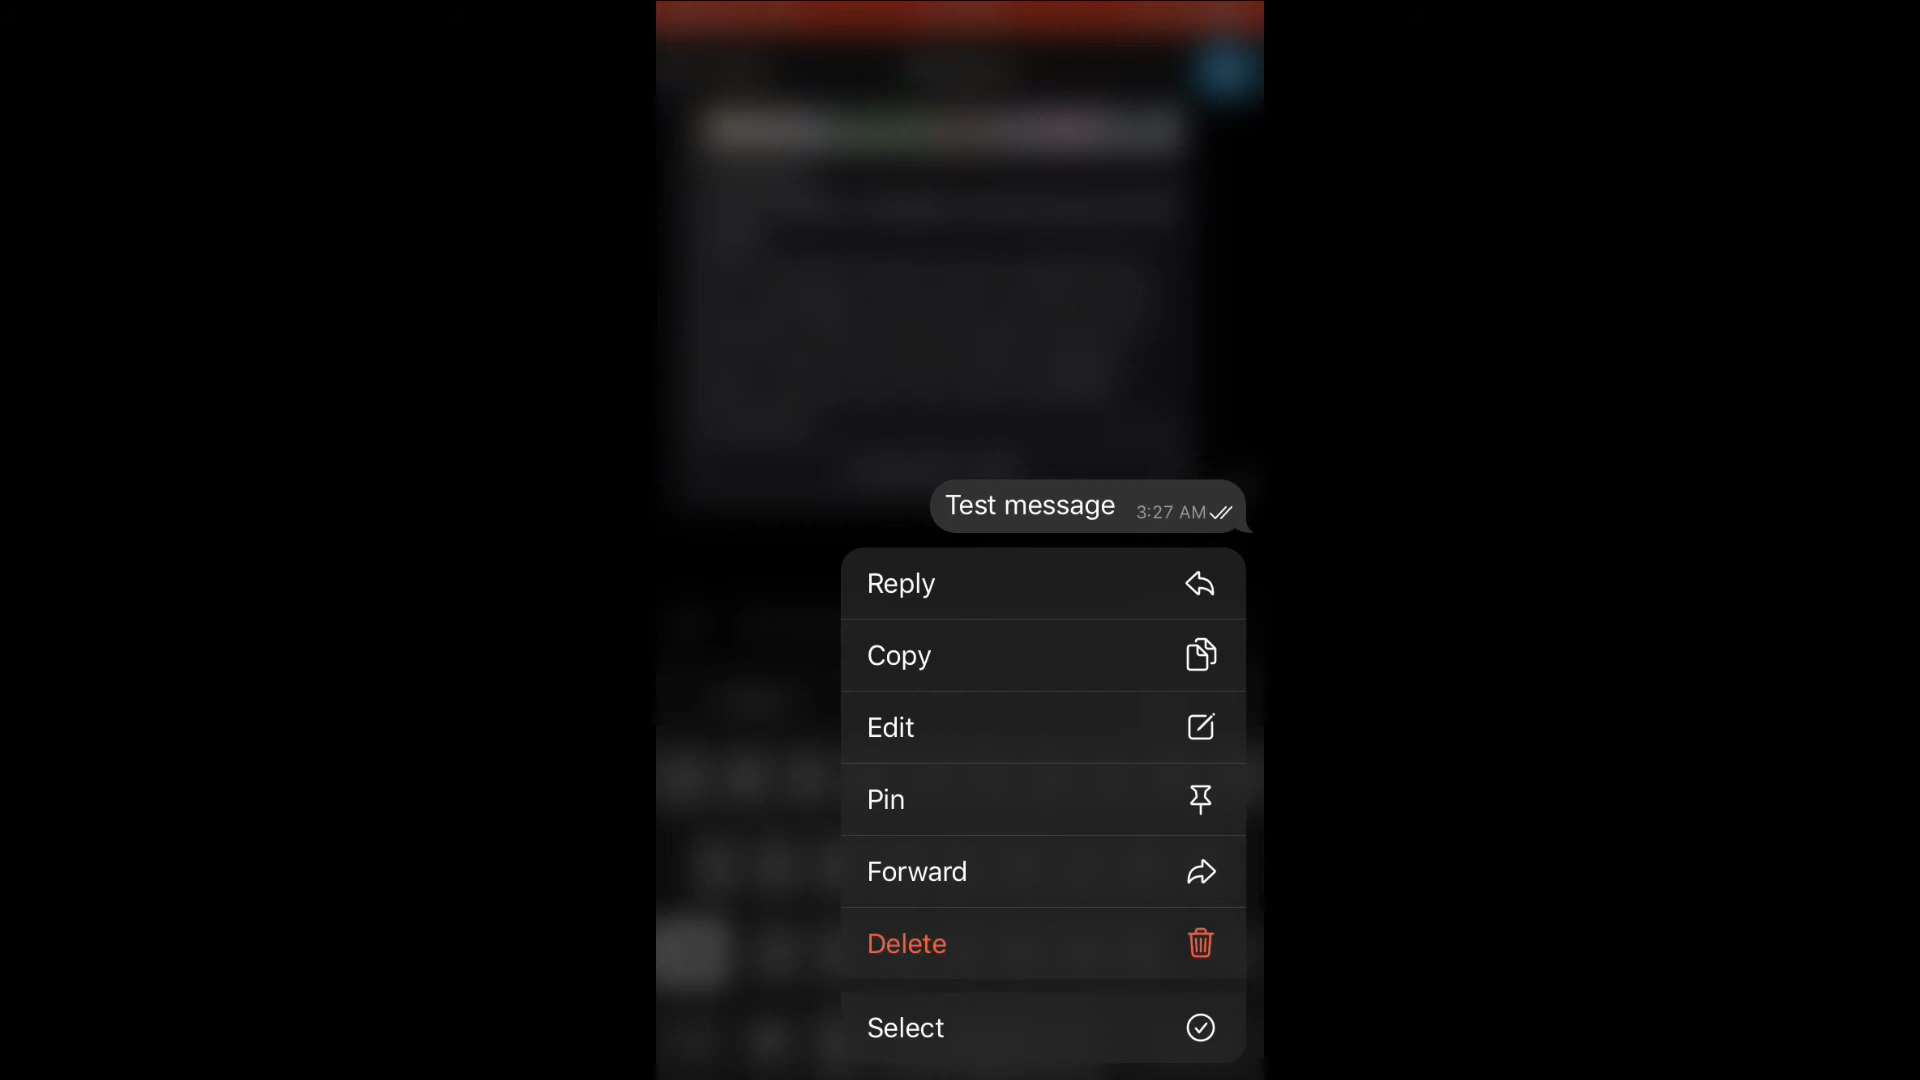 Test message 3:27 AM
Reply
Copy
Edit
Pin
Forward
Delete
Select